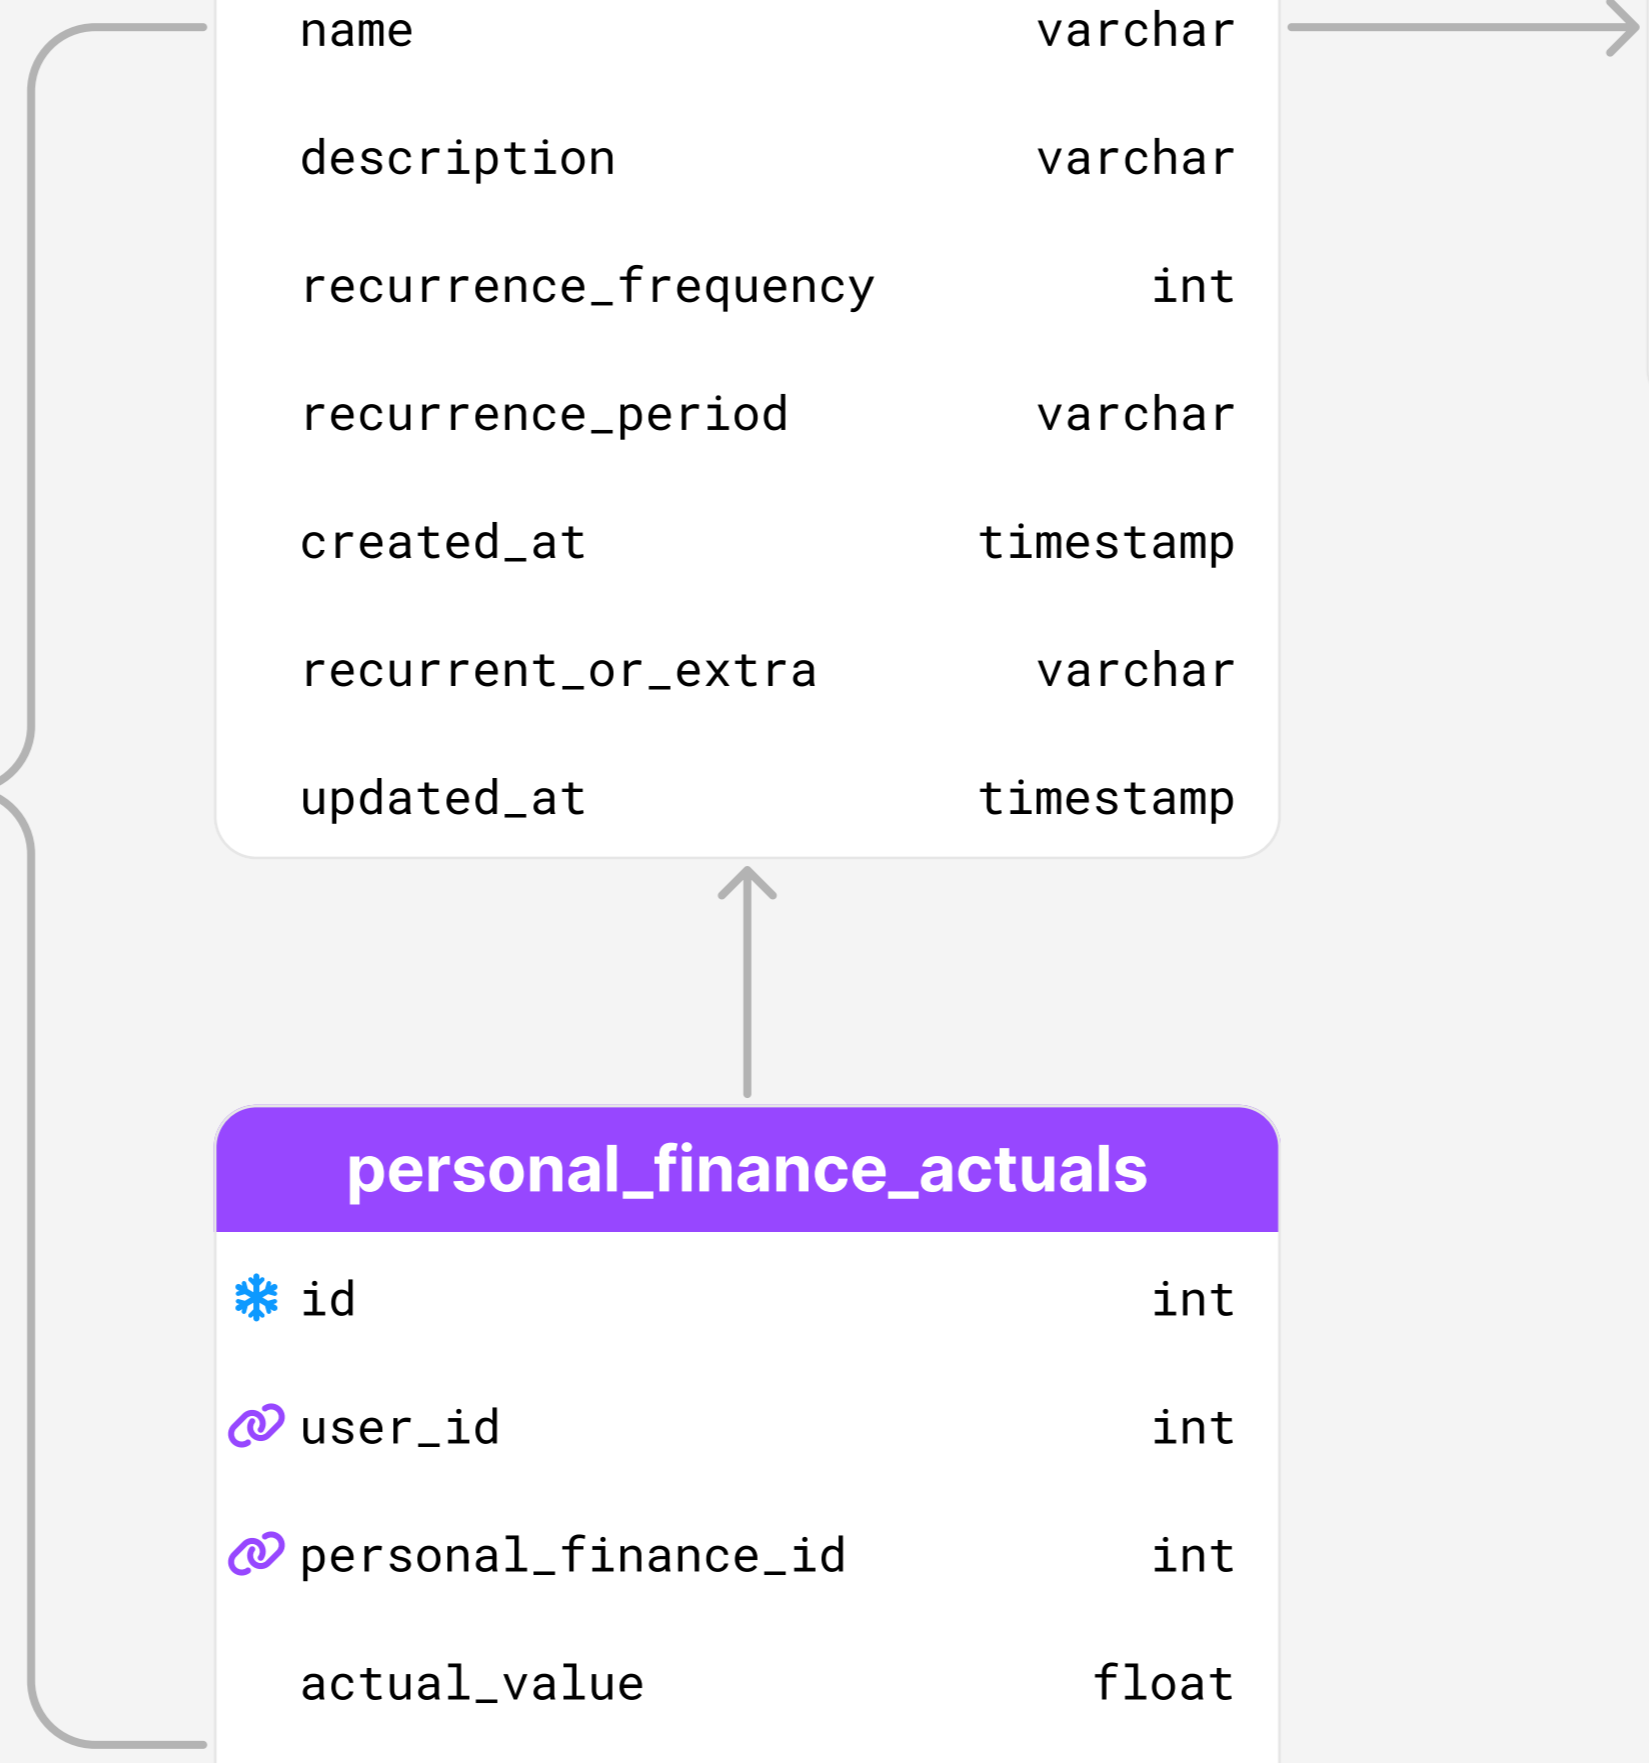 name varchar
description varchar
recurrence_frequency int
recurrence_period varchar
created_at timestamp
recurrent_or_extra varchar
updated_at timestamp
personal_finance_actuals
id int
user_id int
personal_finance_id int
actual_value float